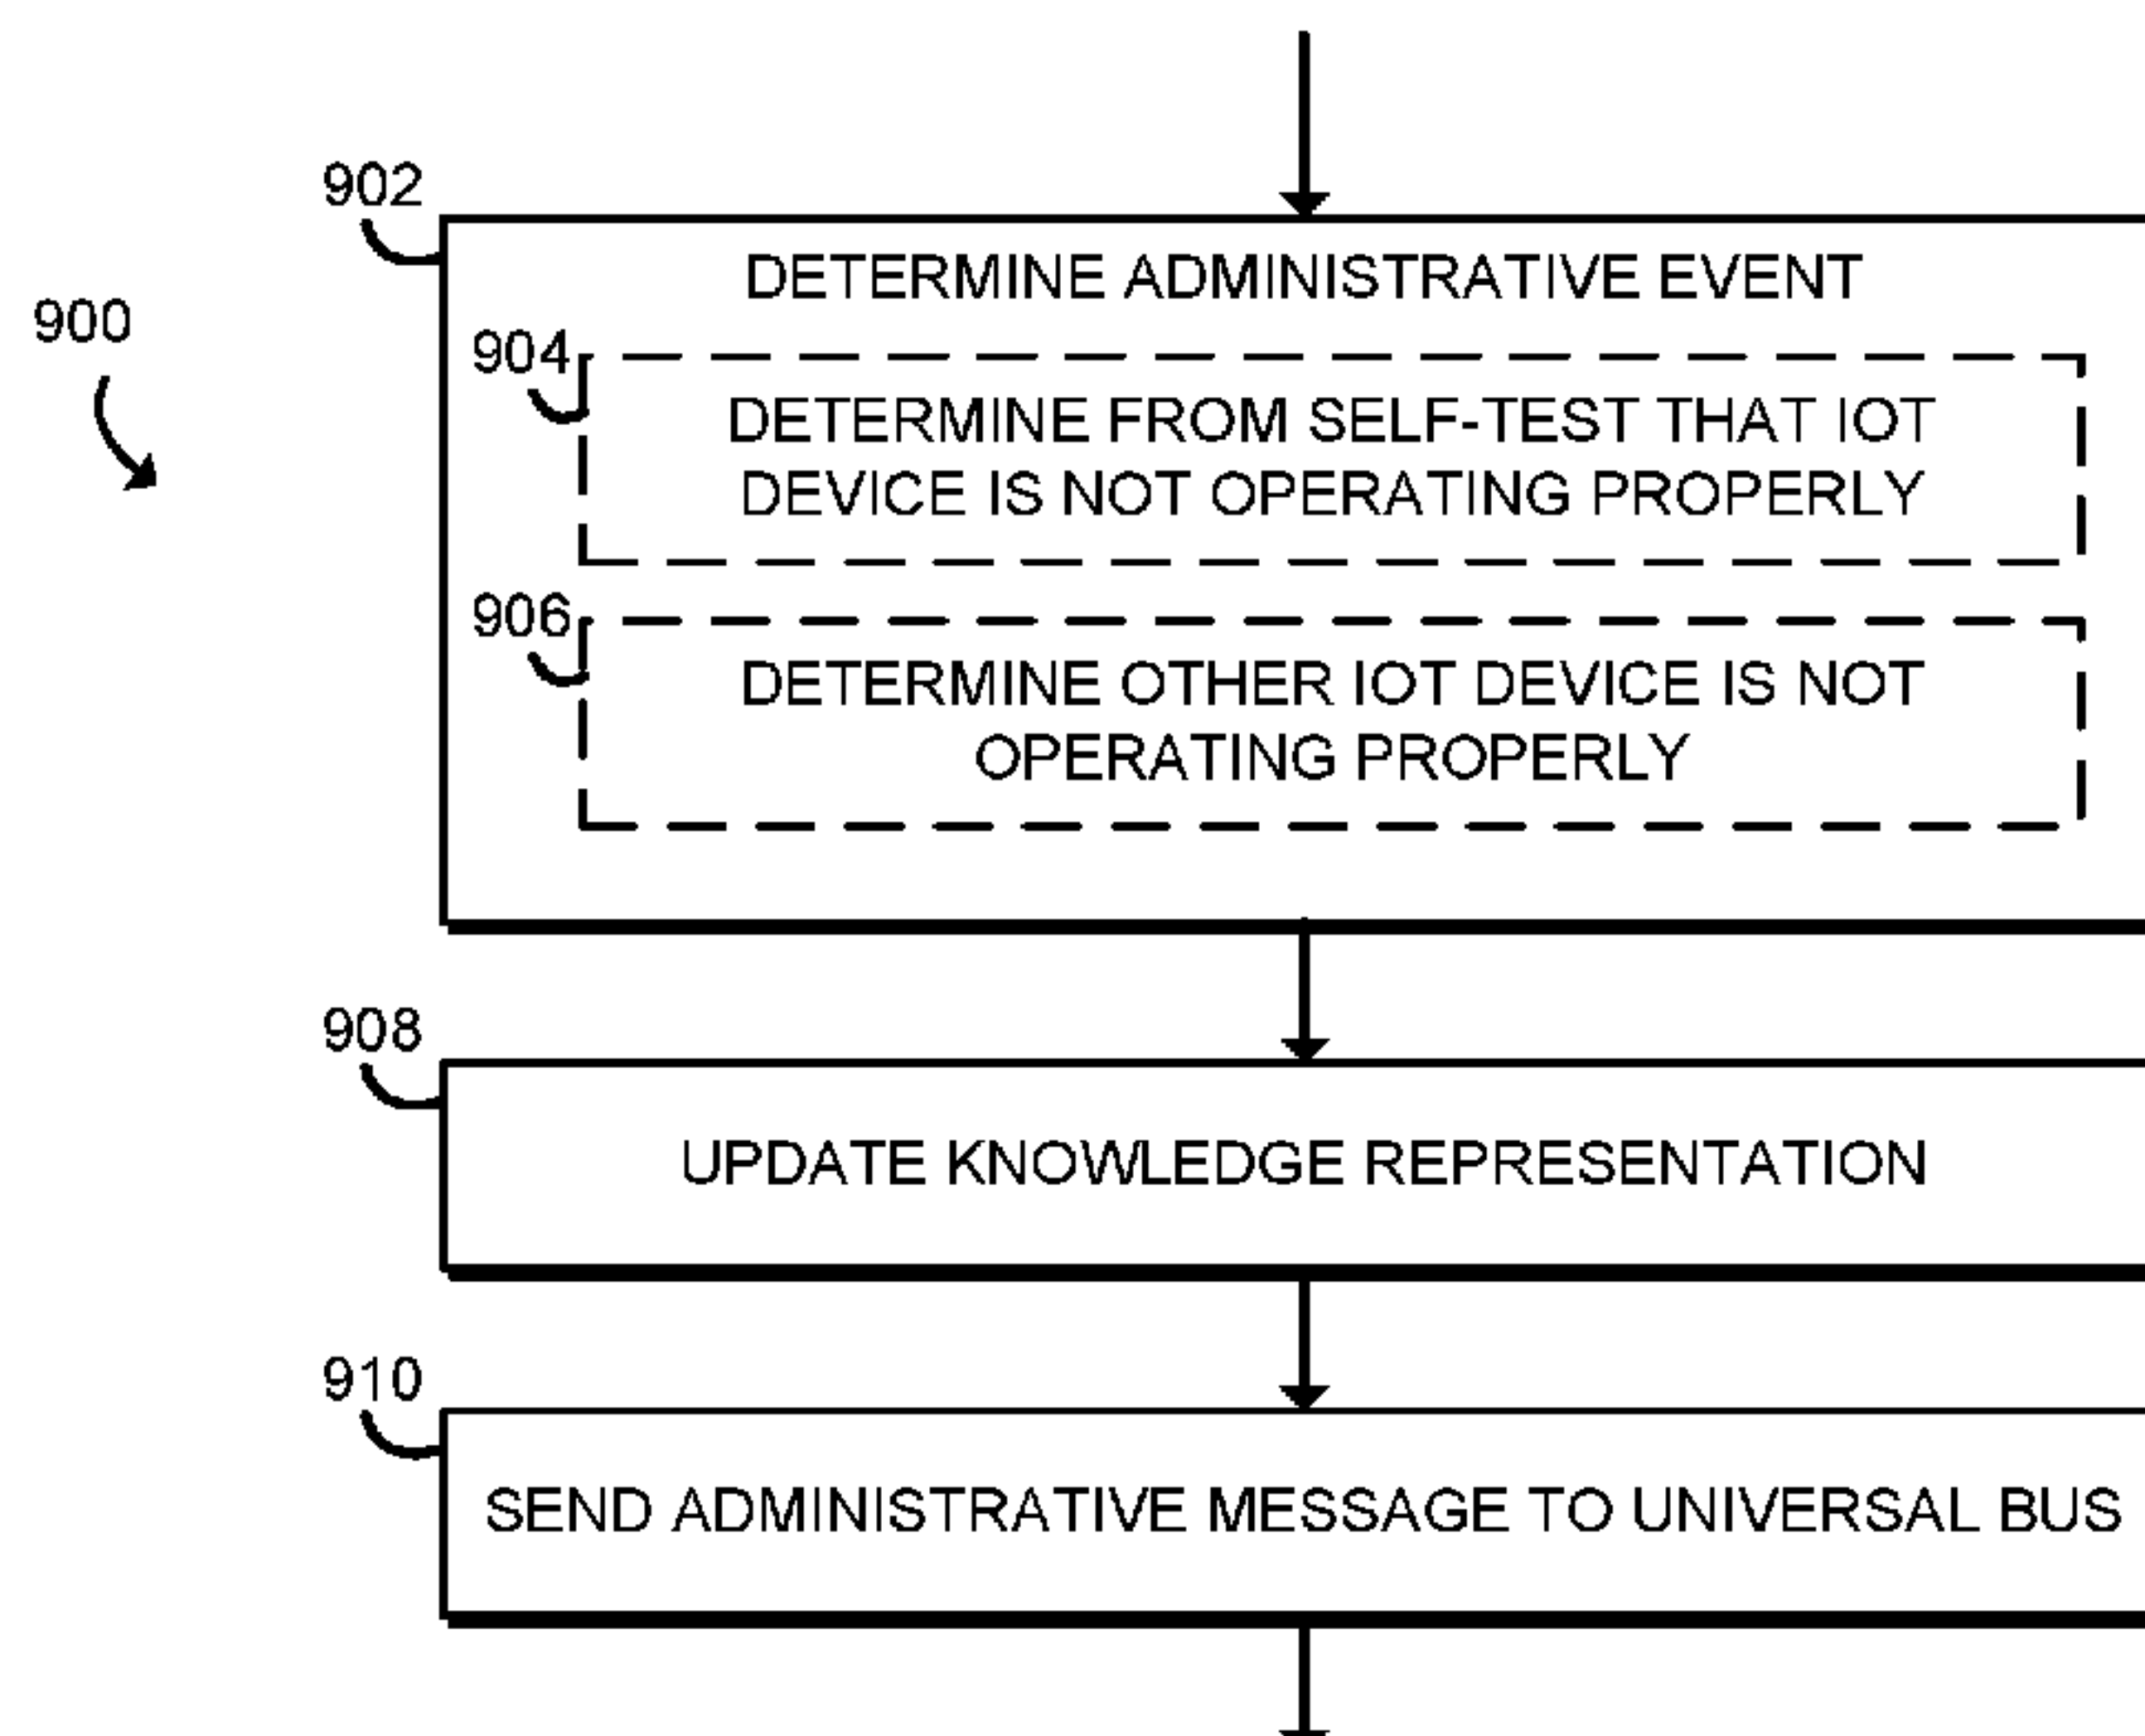 902
DETERMINE ADMINISTRATIVE EVENT
900
904
DETERMINE FROM SELF-TEST THAT IOT
DEVICE IS NOT OPERATING PROPERLY
906
DETERMINE OTHER IOT DEVICE IS NOT
OPERATING PROPERLY
908
UPDATE KNOWLEDGE REPRESENTATION
910
SEND ADMINISTRATIVE MESSAGE TO UNIVERSAL BUS